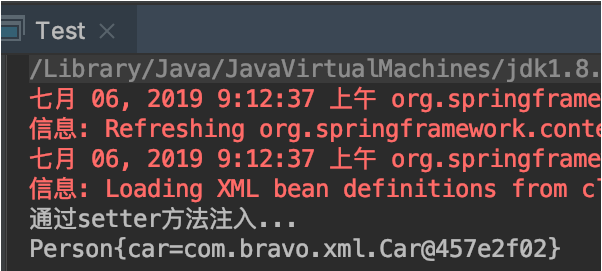 Test
/Library/Java/JavaVirtualMachines/jdk1.8.
七月 06, 2019 9:12:37 上午 org.springframe
信息: Refreshing org.springframework.conte
七月 06, 2019 9:12:37 上午 org.springframe
信息: Loading XML bean definitions from cl
通过setter方法注入...
Person{car=com.bravo.xml.Car@457e2f02}